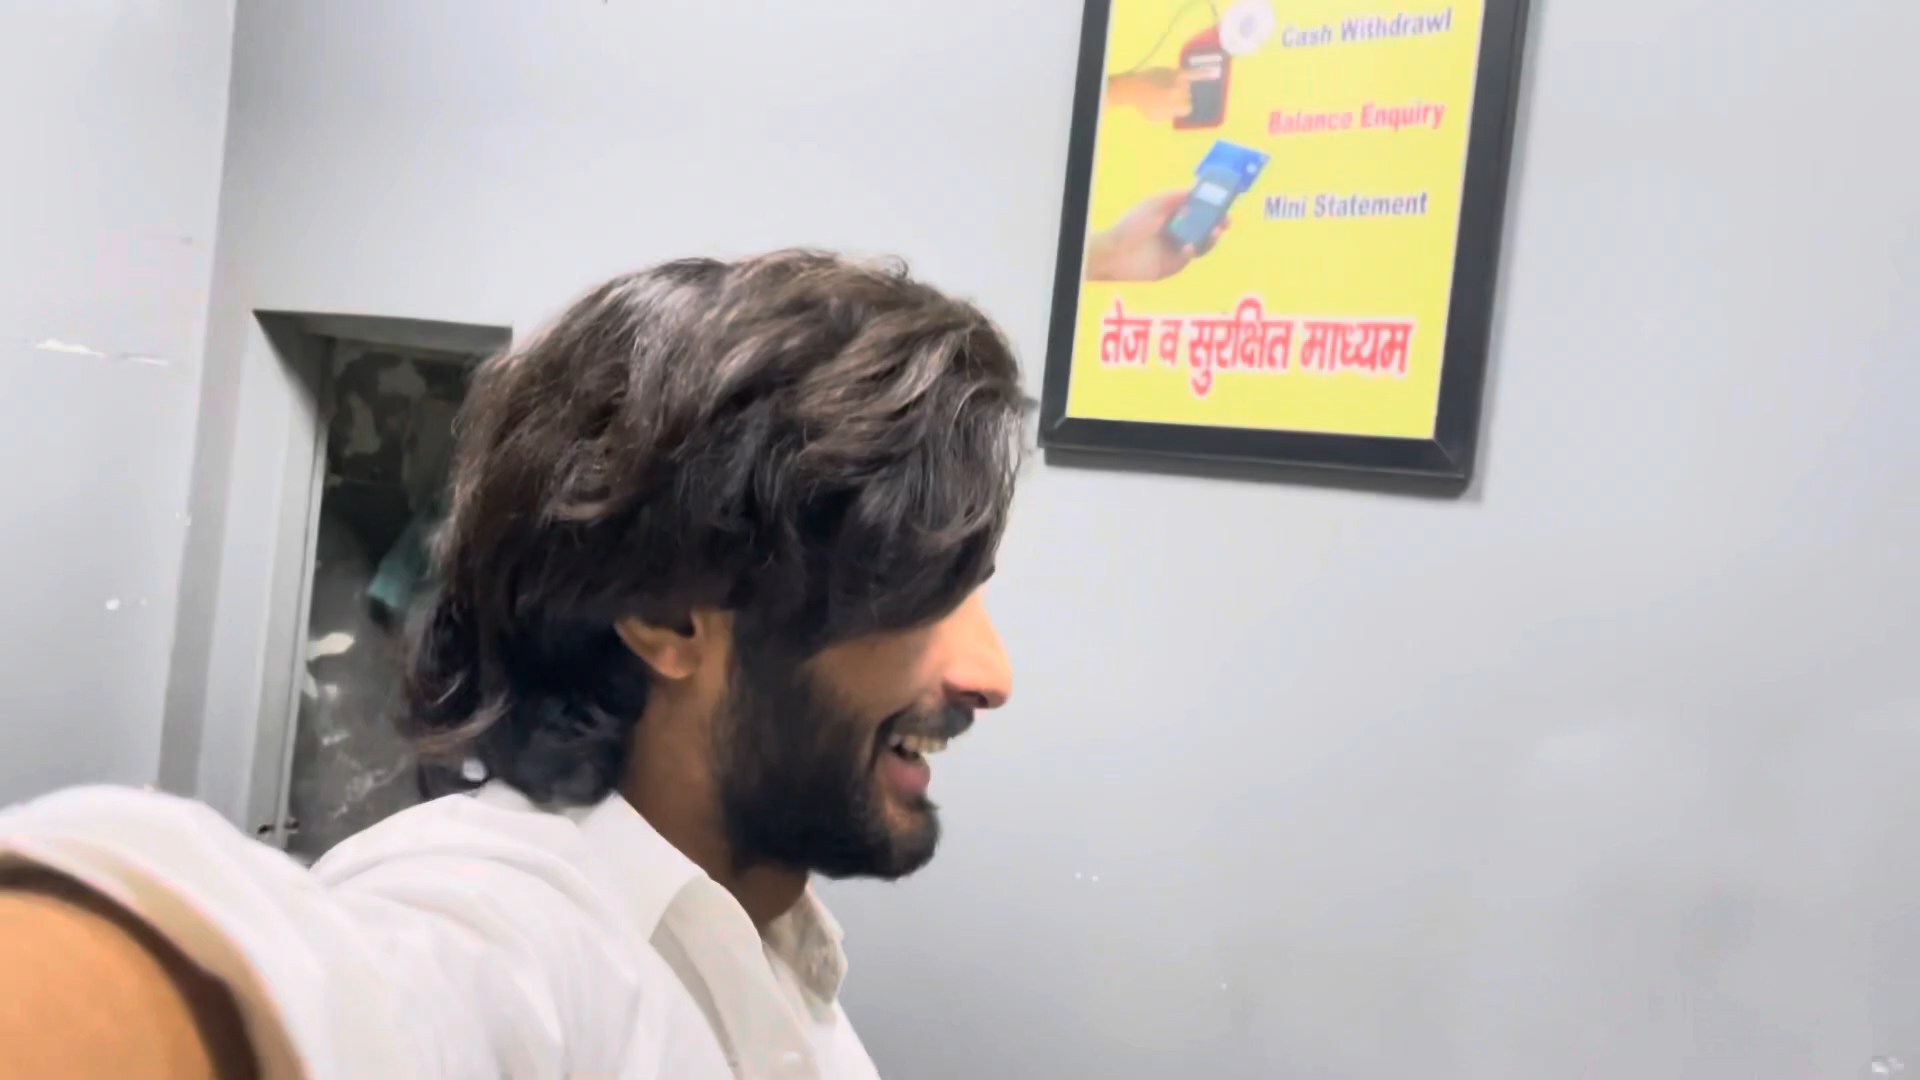 Cash Withdrawl
Balance Enquiry
Mini Statement
तेज व सुरक्षित माध्यम